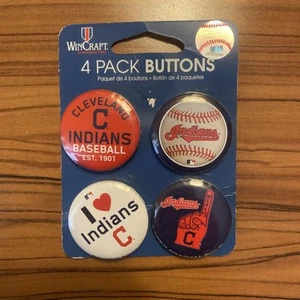 WINCRAFT
4 PACK BUTTONS
Paquet de 4 boutons • Botón de 4 paquetes
CLEVELAND
C
INDIANS
BASEBALL
EST. 1901
Indians
I
Indians
C
Indians
C